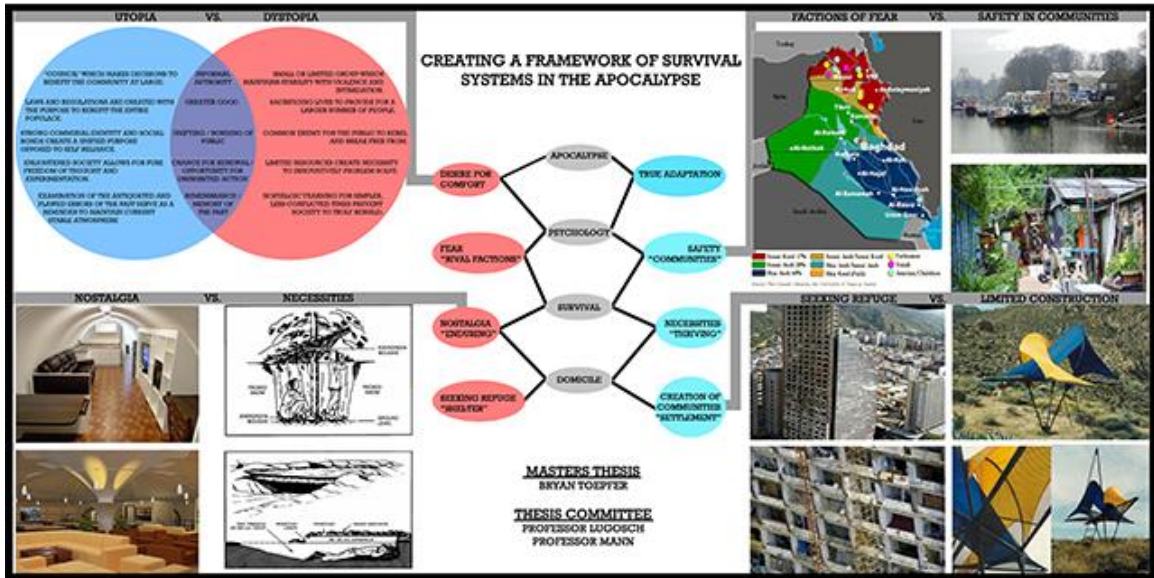 UTOPIA VS. DYSTOPIA
"COUNCIL" WHICH MAKES DECISIONS TO
BENEFIT THE COMMUNITY AT LARGE.
INFORMAL
AUTHORITY
SMALL OR LIMITED GROUP WHICH
MAINTAINS STABILITY WITH VIOLENCE AND
INTIMIDATION.
LAWS AND REGULATIONS ARE CREATED WITH
THE PURPOSE TO BENEFIT THE ENTIRE
POPULACE.
GREATER GOOD
SACRIFICING LIVES TO PROVIDE FOR A
LARGER NUMBER OF PEOPLE.
STRONG COMMUNAL IDENTITY AND SOCIAL
BONDS CREATE A UNIFIED PURPOSE
OPPOSED TO SELF RELIANCE.
UNIFYING / BONDING OF
PUBLIC
COMMON ENEMY FOR THE PUBLIC TO REBEL
AND BREAK FREE FROM.
ENLIGHTENED SOCIETY ALLOWS FOR PURE
FREEDOM OF THOUGHT AND
EXPERIMENTATION.
CHANCE FOR RENEWAL /
OPPORTUNITY FOR
UNINHIBITED ACTION
LIMITED RESOURCES CREATE NECESSITY
TO INNOVATIVELY PROBLEM SOLVE.
EXAMINATION OF THE ANTIQUATED AND
FLAWED ERRORS OF THE PAST SERVE AS A
REMINDER TO MAINTAIN CURRENT
STABLE ATMOSPHERE
REMEMBRANCE /
MEMORY OF
THE PAST
NOSTALGIC YEARNING FOR SIMPLER,
LESS CONFLICTED TIMES PREVENT
SOCIETY TO TRULY REBUILD.
CREATING A FRAMEWORK OF SURVIVAL
SYSTEMS IN THE APOCALYPSE
APOCALYPSE
DESIRE FOR
COMFORT
TRUE ADAPTATION
PSYCHOLOGY
FEAR
"RIVAL FACTIONS"
SAFETY
"COMMUNITIES"
SURVIVAL
NOSTALGIA
"ENDURING"
NECESSITIES
"THRIVING"
DOMICILE
SEEKING REFUGE
"SHELTER"
CREATION OF
COMMUNITIES
"SETTLEMENT"
MASTERS THESIS
BRYAN TOEPFER
THESIS COMMITTEE
PROFESSOR LUGOSCH
PROFESSOR MANN
FACTIONS OF FEAR VS. SAFETY IN COMMUNITIES
Turkey
Baghdad
NOSTALGIA VS. NECESSITIES
SEEKING REFUGE VS. LIMITED CONSTRUCTION